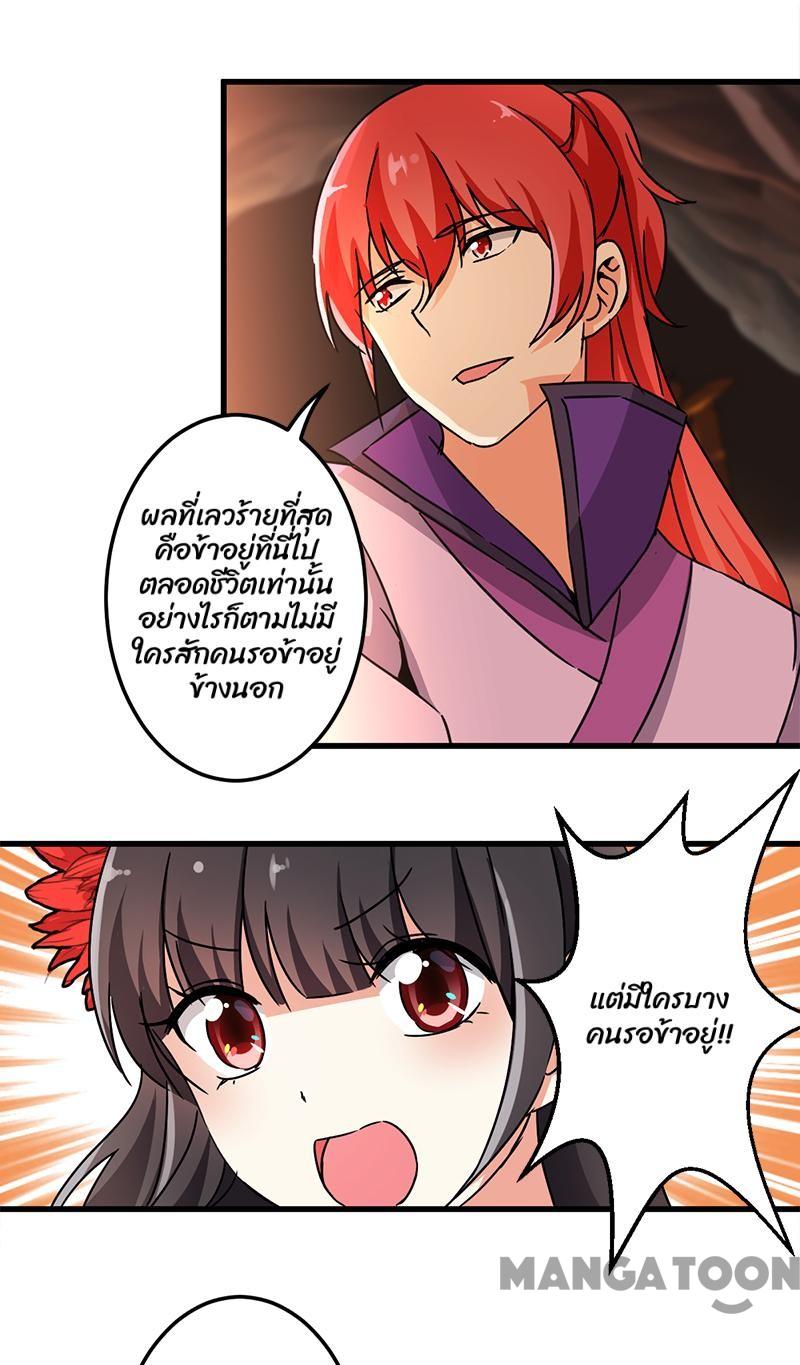 ผลที่เลวร้ายที่สุด
คือข้าอยู่ที่นี่ไป
ตลอดชีวิตเท่านั้น
อย่างไรก็ตามไม่มี
ใครสักคนรอข้าอยู่
ข้างนอก
แต่มีใครบาง
คนรอข้าอยู่!!
MANGATOON